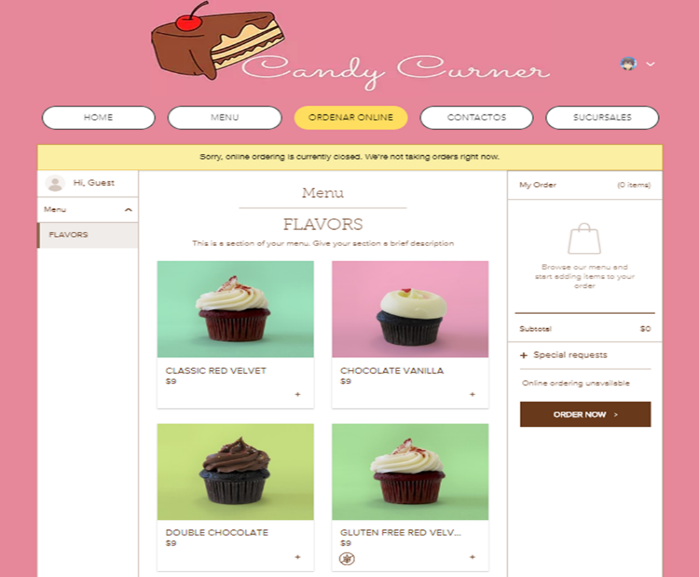 Candy Curner
HOME
MENU
ORDENAR ONLINE
CONTACTOS
SUCURSALES
Sorry, online ordering is currently closed. We're not taking orders right now.
Hi, Guest
Menu
FLAVORS
Menu
FLAVORS
This is a section of your menu. Give your section a brief description
CLASSIC RED VELVET
$9
+
CHOCOLATE VANILLA
$9
+
DOUBLE CHOCOLATE
$9
+
GLUTEN FREE RED VELV...
$9
+
My Order (0 items)
Browse our menu and
start adding items to your
order
Subtotal $0
+ Special requests
Online ordering unavailable
ORDER NOW >